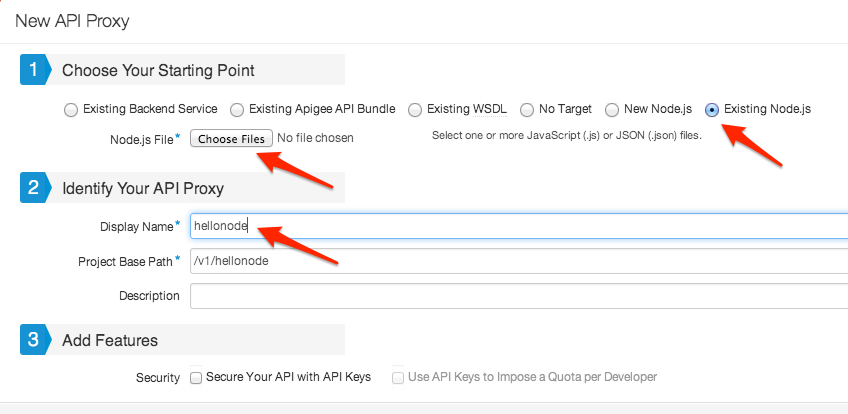 New API Proxy
1 Choose Your Starting Point
Existing Backend Service Existing Apigee API Bundle Existing WSDL No Target New Node.js Existing Node.js
Node.js File* Choose Files No file chosen Select one or more JavaScript (.js) or JSON (.json) files.
2 Identify Your API Proxy
Display Name* hellonode
Project Base Path* /v1/hellonode
Description
3 Add Features
Security Secure Your API with API Keys Use API Keys to Impose a Quota per Developer